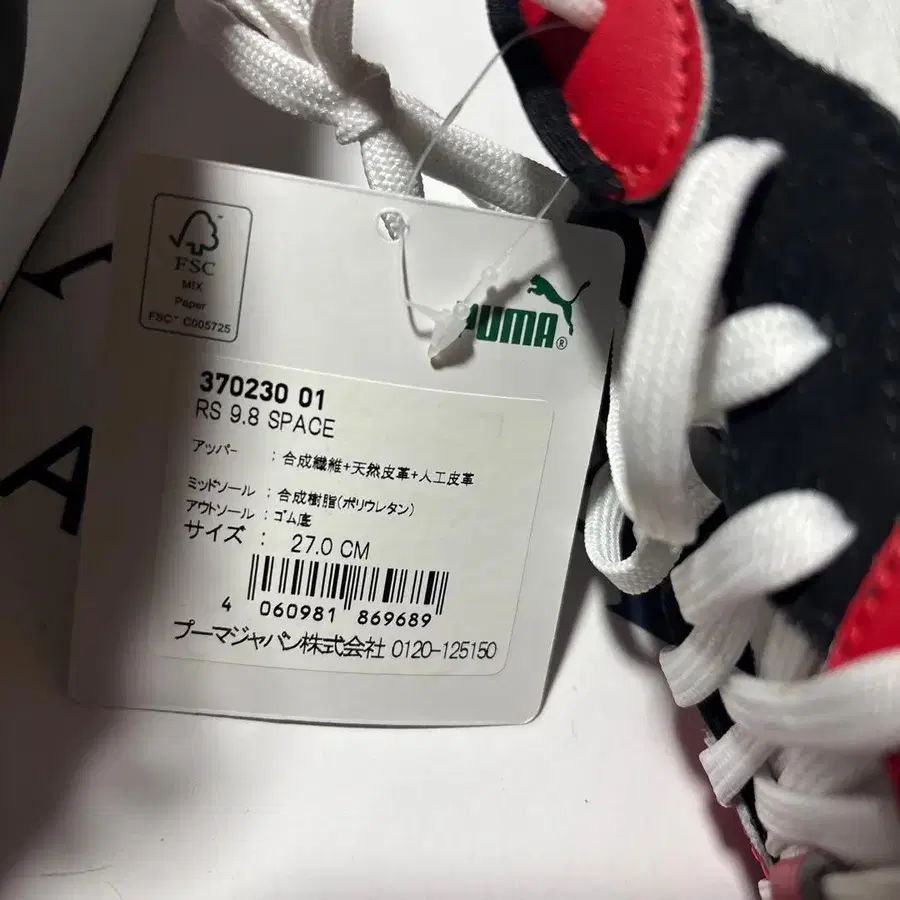 FSC
MIX
Paper
FSC™ C005725
PUMA®
370230 01
RS 9.8 SPACE
アッパー : 合成繊維+天然皮革+人工皮革
ミッドソール : 合成樹脂(ポリウレタン)
アウトソール : ゴム底
サイズ : 27.0 CM
4 060981 869689
プーマジャパン株式会社 0120-125150